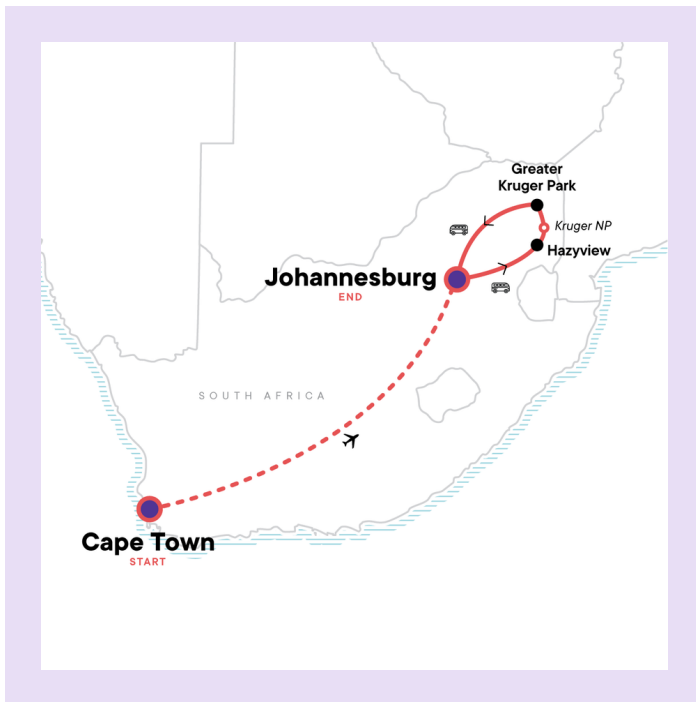 Greater
Kruger Park
Kruger NP
Hazyview
Johannesburg
END
SOUTH AFRICA
Cape Town
START